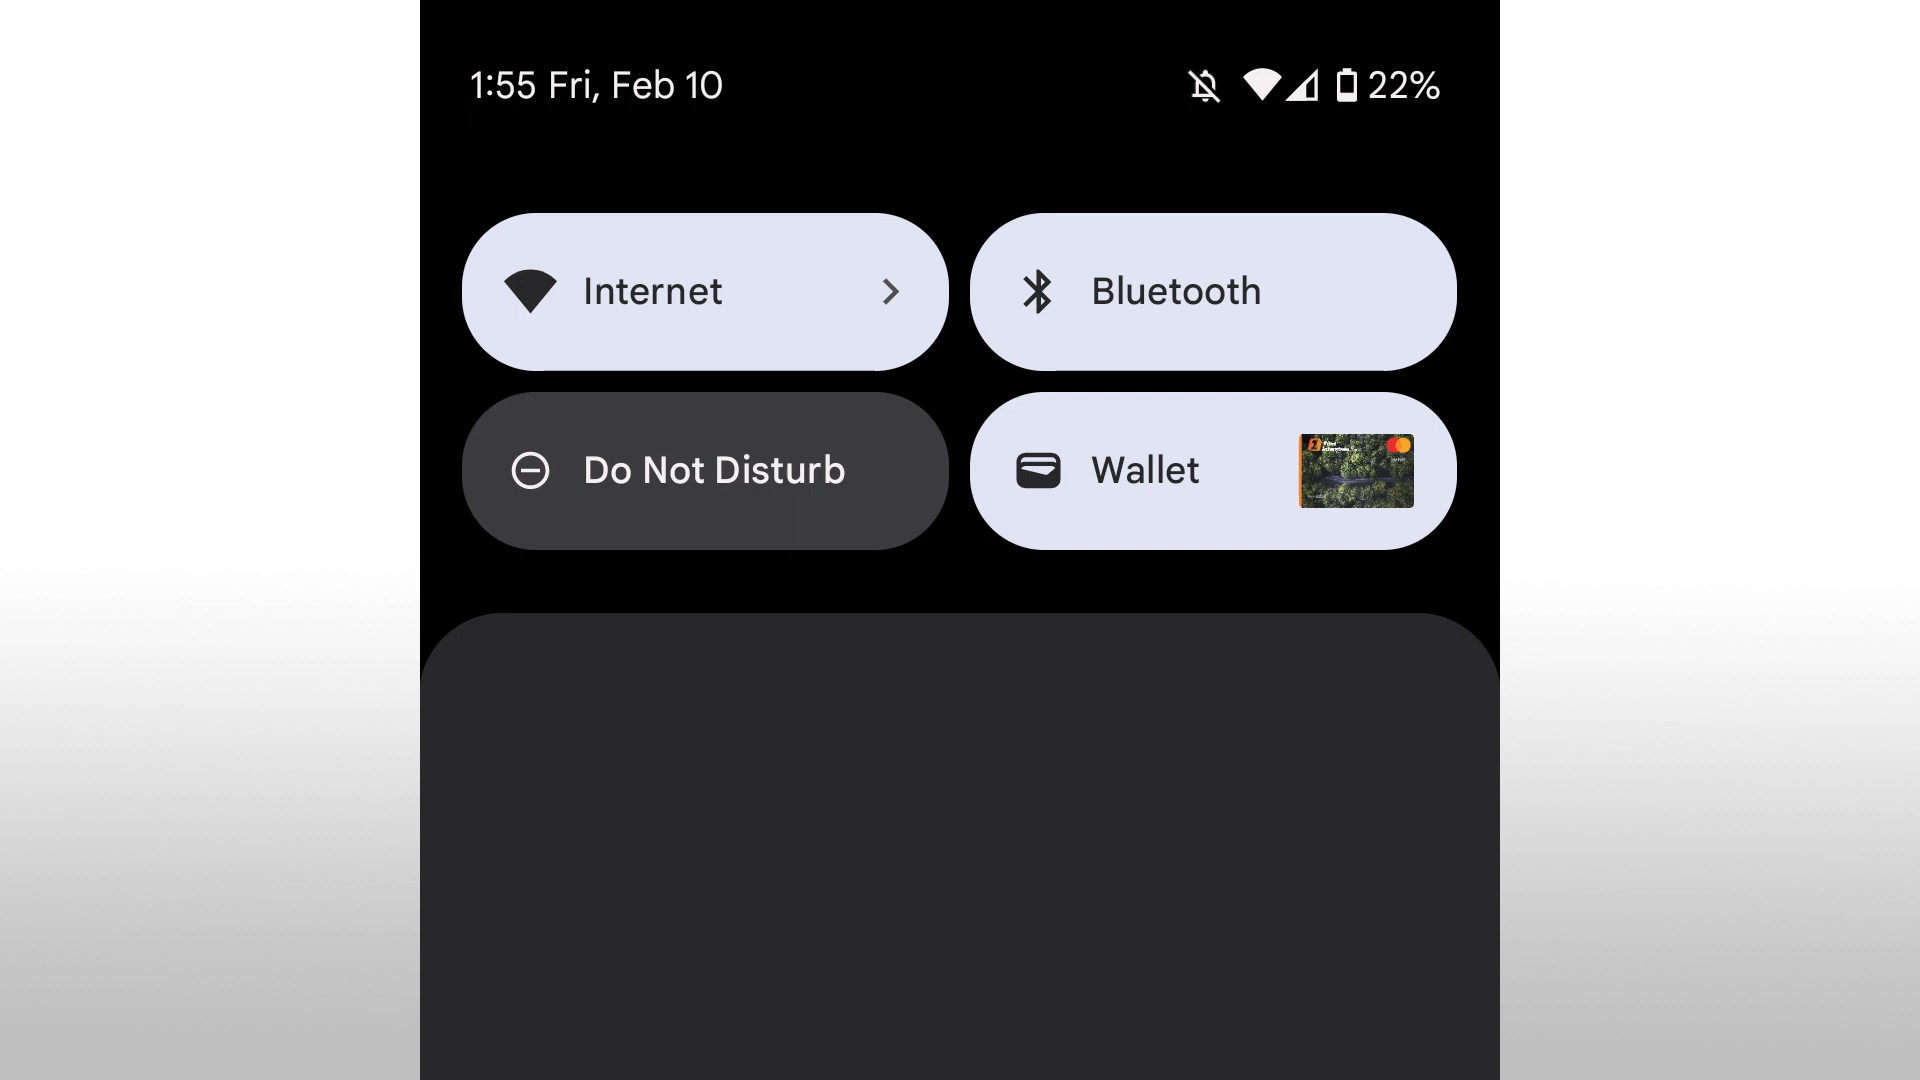 1:55 Fri, Feb 10 22%
Internet
Bluetooth
Do Not Disturb
Wallet